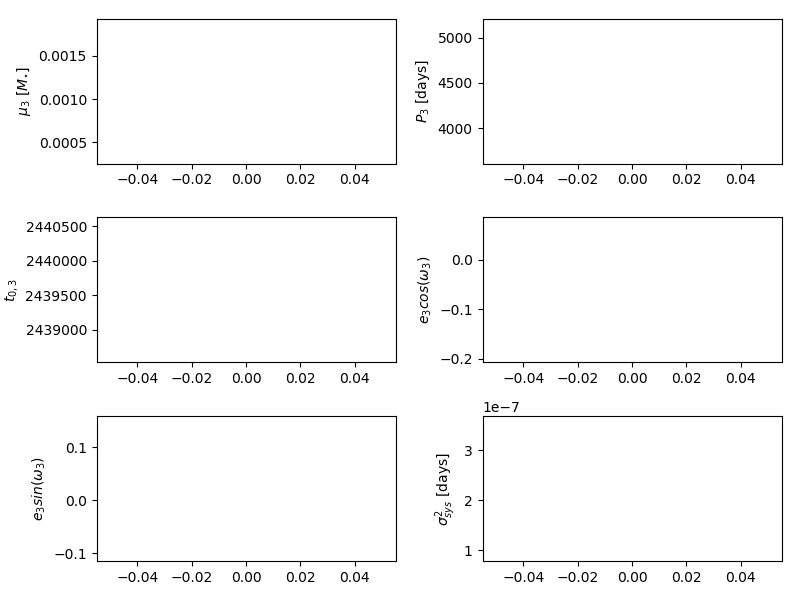 μ₃ [M⋆]
0.0015
0.0010
0.0005
−0.04 −0.02 0.00 0.02 0.04
P₃ [days]
5000
4500
4000
−0.04 −0.02 0.00 0.02 0.04
t₀,₃
2440500
2440000
2439500
2439000
−0.04 −0.02 0.00 0.02 0.04
e₃cos(ω₃)
0.0
−0.1
−0.2
−0.04 −0.02 0.00 0.02 0.04
e₃sin(ω₃)
0.1
0.0
−0.1
−0.04 −0.02 0.00 0.02 0.04
1e−7
σ²sys [days]
3
2
1
−0.04 −0.02 0.00 0.02 0.04